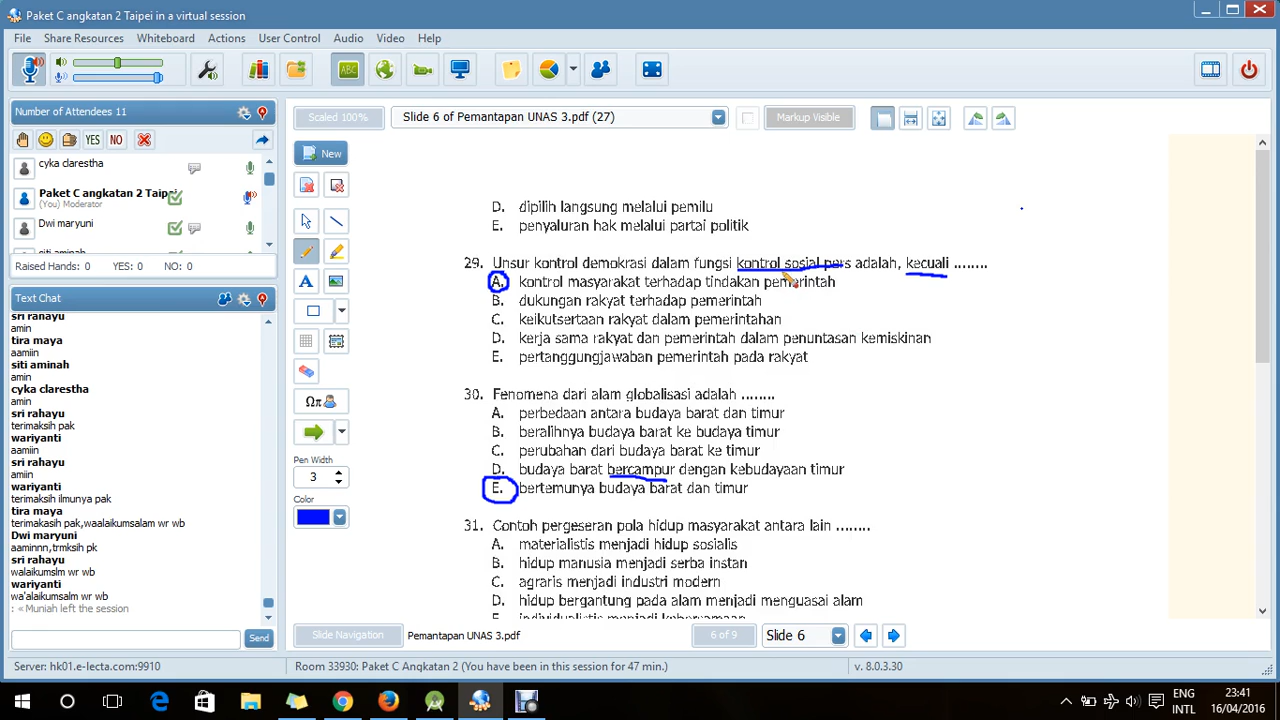 Paket C angkatan 2 Taipei in a virtual session
File Share Resources Whiteboard Actions User Control Audio Video Help
ABC
Number of Attendees 11
YES NO
cyka clarestha
Paket C angkatan 2 Taipei
(You) Moderator
Dwi maryuni
Raised Hands: 0 YES: 0 NO: 0
Text Chat
sri rahayu
amin
tira maya
aamiin
siti aminah
amin
cyka clarestha
amin
sri rahayu
terimaksih pak
wariyanti
aamiin
sri rahayu
amin
wariyanti
terimaksih ilmunya pak
tira maya
terimakasih pak,waalaikumsalam wr wb
Dwi maryuni
aaminnn,trmksih pk
sri rahayu
walaikumslm wr wb
wariyanti
wa'alaikumsalm wr wb
: « Muniah left the session
Send
Scaled 100%
Slide 6 of Pemantapan UNAS 3.pdf (27)
Markup Visible
New
A
Ωπ
Pen Width
3
Color
D. dipilih langsung melalui pemilu
E. penyaluran hak melalui partai politik
29. Unsur kontrol demokrasi dalam fungsi kontrol sosial pers adalah, kecuali ........
A. kontrol masyarakat terhadap tindakan pemerintah
B. dukungan rakyat terhadap pemerintah
C. keikutsertaan rakyat dalam pemerintahan
D. kerja sama rakyat dan pemerintah dalam penuntasan kemiskinan
E. pertanggungjawaban pemerintah pada rakyat
30. Fenomena dari alam globalisasi adalah ........
A. perbedaan antara budaya barat dan timur
B. beralihnya budaya barat ke budaya timur
C. perubahan dari budaya barat ke timur
D. budaya barat bercampur dengan kebudayaan timur
E. bertemunya budaya barat dan timur
31. Contoh pergeseran pola hidup masyarakat antara lain ........
A. materialistis menjadi hidup sosialis
B. hidup manusia menjadi serba instan
C. agraris menjadi industri modern
D. hidup bergantung pada alam menjadi menguasai alam
E. individualistis menjadi kebersamaan
Slide Navigation
Pemantapan UNAS 3.pdf
6 of 9
Slide 6
Server: hk01.e-lecta.com:9910
Room 33930: Paket C Angkatan 2 (You have been in this session for 47 min.)
v. 8.0.3.30
ENG
INTL
23:41
16/04/2016